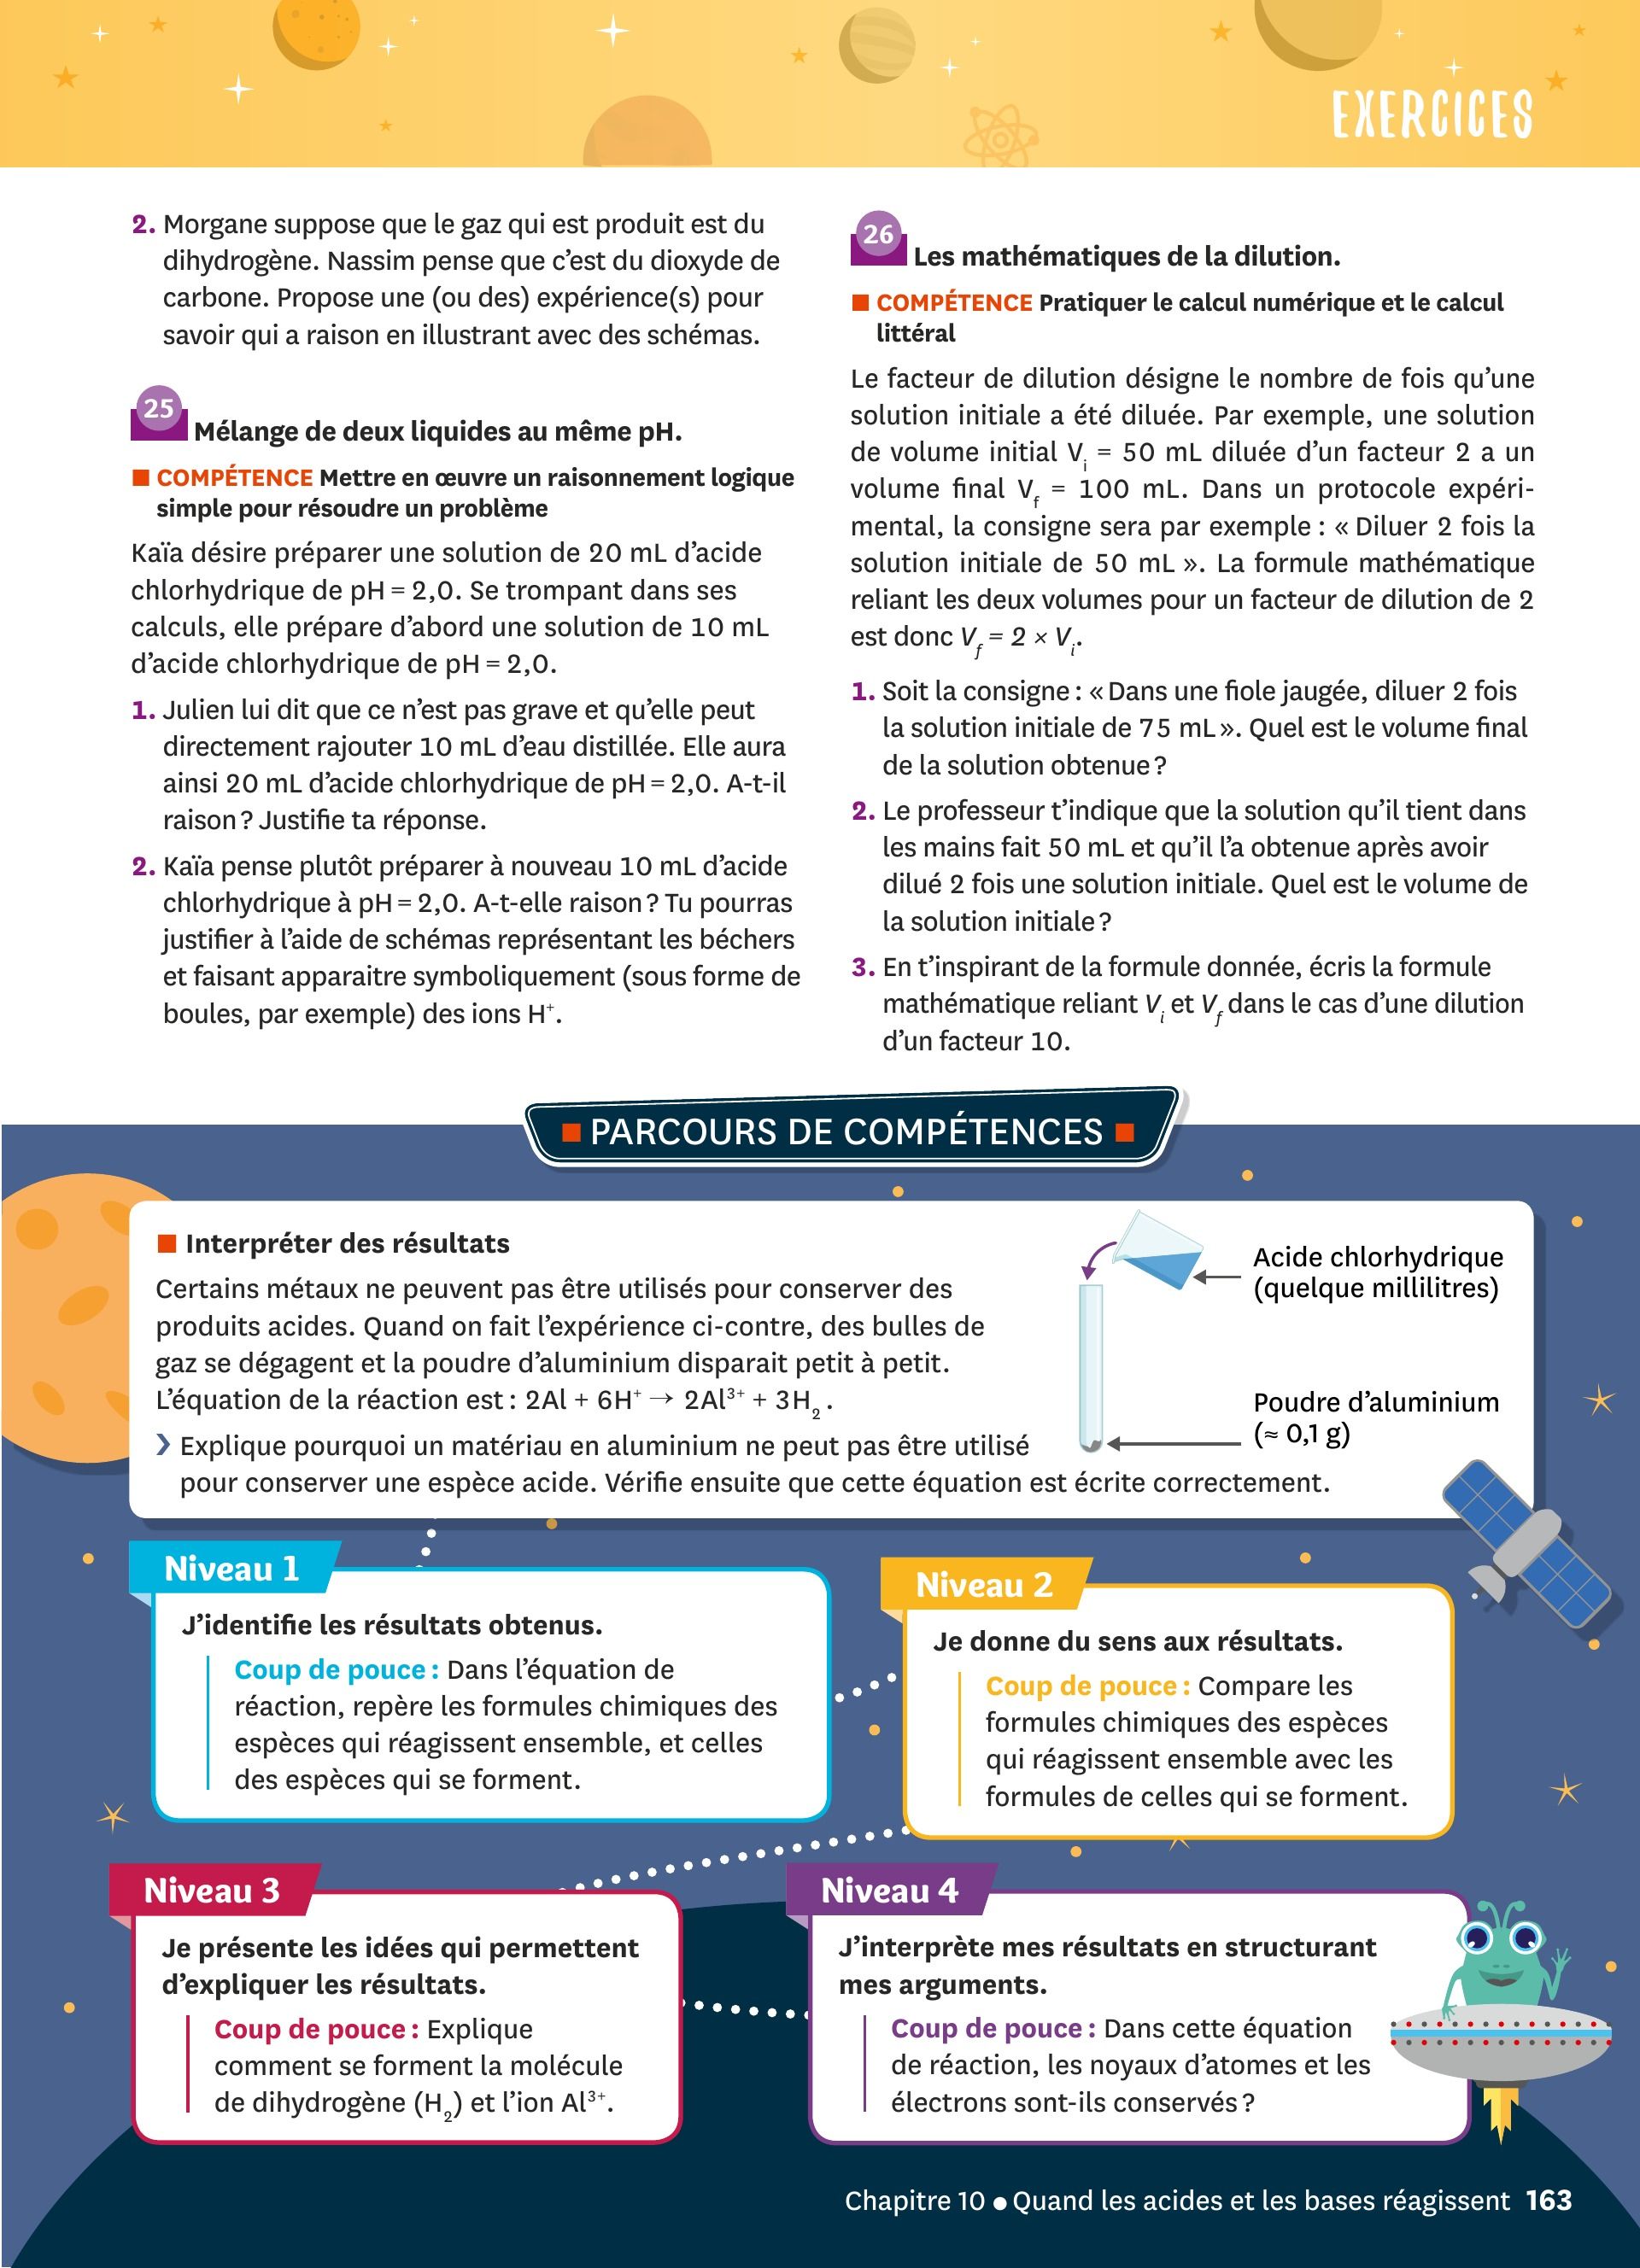 EXERCICES
2. Morgane suppose que le gaz qui est produit est du
dihydrogène. Nassim pense que c’est du dioxyde de
carbone. Propose une (ou des) expérience(s) pour
savoir qui a raison en illustrant avec des schémas.
25 Mélange de deux liquides au même pH.
■ COMPÉTENCE Mettre en œuvre un raisonnement logique
simple pour résoudre un problème
Kaïa désire préparer une solution de 20 mL d’acide
chlorhydrique de pH = 2,0. Se trompant dans ses
calculs, elle prépare d’abord une solution de 10 mL
d’acide chlorhydrique de pH = 2,0.
1. Julien lui dit que ce n’est pas grave et qu’elle peut
directement rajouter 10 mL d’eau distillée. Elle aura
ainsi 20 mL d’acide chlorhydrique de pH = 2,0. A-t-il
raison ? Justifie ta réponse.
2. Kaïa pense plutôt préparer à nouveau 10 mL d’acide
chlorhydrique à pH = 2,0. A-t-elle raison ? Tu pourras
justifier à l’aide de schémas représentant les béchers
et faisant apparaitre symboliquement (sous forme de
boules, par exemple) des ions H⁺.
26 Les mathématiques de la dilution.
■ COMPÉTENCE Pratiquer le calcul numérique et le calcul
littéral
Le facteur de dilution désigne le nombre de fois qu’une
solution initiale a été diluée. Par exemple, une solution
de volume initial Vᵢ = 50 mL diluée d’un facteur 2 a un
volume final V_f = 100 mL. Dans un protocole expéri-
mental, la consigne sera par exemple : « Diluer 2 fois la
solution initiale de 50 mL ». La formule mathématique
reliant les deux volumes pour un facteur de dilution de 2
est donc V_f = 2 × Vᵢ.
1. Soit la consigne : « Dans une fiole jaugée, diluer 2 fois
la solution initiale de 75 mL ». Quel est le volume final
de la solution obtenue ?
2. Le professeur t’indique que la solution qu’il tient dans
les mains fait 50 mL et qu’il l’a obtenue après avoir
dilué 2 fois une solution initiale. Quel est le volume de
la solution initiale ?
3. En t’inspirant de la formule donnée, écris la formule
mathématique reliant Vᵢ et V_f dans le cas d’une dilution
d’un facteur 10.
■ PARCOURS DE COMPÉTENCES ■
■ Interpréter des résultats
Certains métaux ne peuvent pas être utilisés pour conserver des
produits acides. Quand on fait l’expérience ci-contre, des bulles de
gaz se dégagent et la poudre d’aluminium disparait petit à petit.
L’équation de la réaction est : 2Al + 6H⁺ → 2Al³⁺ + 3H₂.
❯ Explique pourquoi un matériau en aluminium ne peut pas être utilisé
pour conserver une espèce acide. Vérifie ensuite que cette équation est écrite correctement.
Acide chlorhydrique
(quelque millilitres)
Poudre d’aluminium
(≈ 0,1 g)
Niveau 1
J’identifie les résultats obtenus.
Coup de pouce : Dans l’équation de
réaction, repère les formules chimiques des
espèces qui réagissent ensemble, et celles
des espèces qui se forment.
Niveau 2
Je donne du sens aux résultats.
Coup de pouce : Compare les
formules chimiques des espèces
qui réagissent ensemble avec les
formules de celles qui se forment.
Niveau 3
Je présente les idées qui permettent
d’expliquer les résultats.
Coup de pouce : Explique
comment se forment la molécule
de dihydrogène (H₂) et l’ion Al³⁺.
Niveau 4
J’interprète mes résultats en structurant
mes arguments.
Coup de pouce : Dans cette équation
de réaction, les noyaux d’atomes et les
électrons sont-ils conservés ?
Chapitre 10 ● Quand les acides et les bases réagissent 163